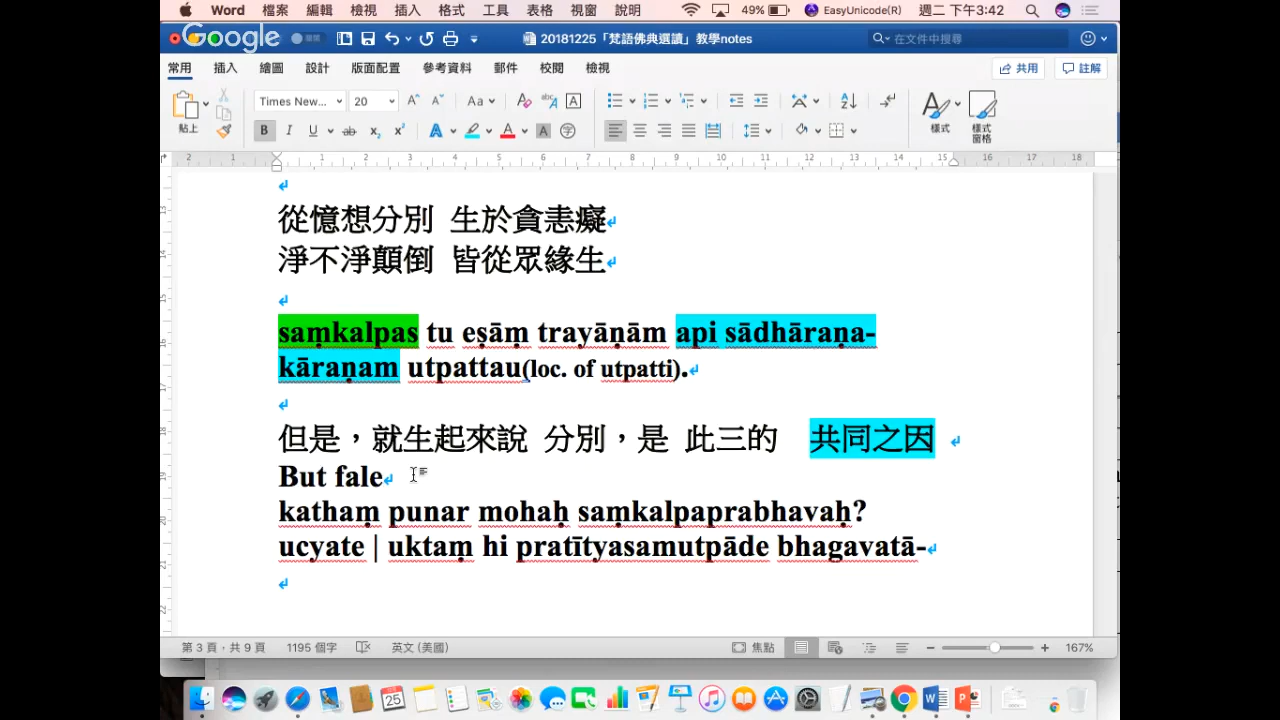 Word 檔案 編輯 檢視 插入 格式 工具 表格 視窗 說明 49% EasyUnicode(R) 週二 下午3:42
Google 20181225「梵語佛典選讀」教學notes 在文件中搜尋
常用 插入 繪圖 設計 版面配置 參考資料 郵件 校閱 檢視 共用 註解
貼上 Times New... 20 樣式 樣式窗格
從憶想分別 生於貪恚癡
淨不淨顛倒 皆從眾緣生
saṃkalpas tu eṣāṃ trayāṇām api sādhāraṇa-
kāraṇam utpattau(loc. of utpatti).
但是，就生起來說 分別，是 此三的 共同之因
But fale
kathaṃ punar mohaḥ saṃkalpaprabhavaḥ?
ucyate | uktaṃ hi pratītyasamutpāde bhagavatā-
第 3 頁，共 9 頁 1195 個字 英文 (美國) 焦點 167%